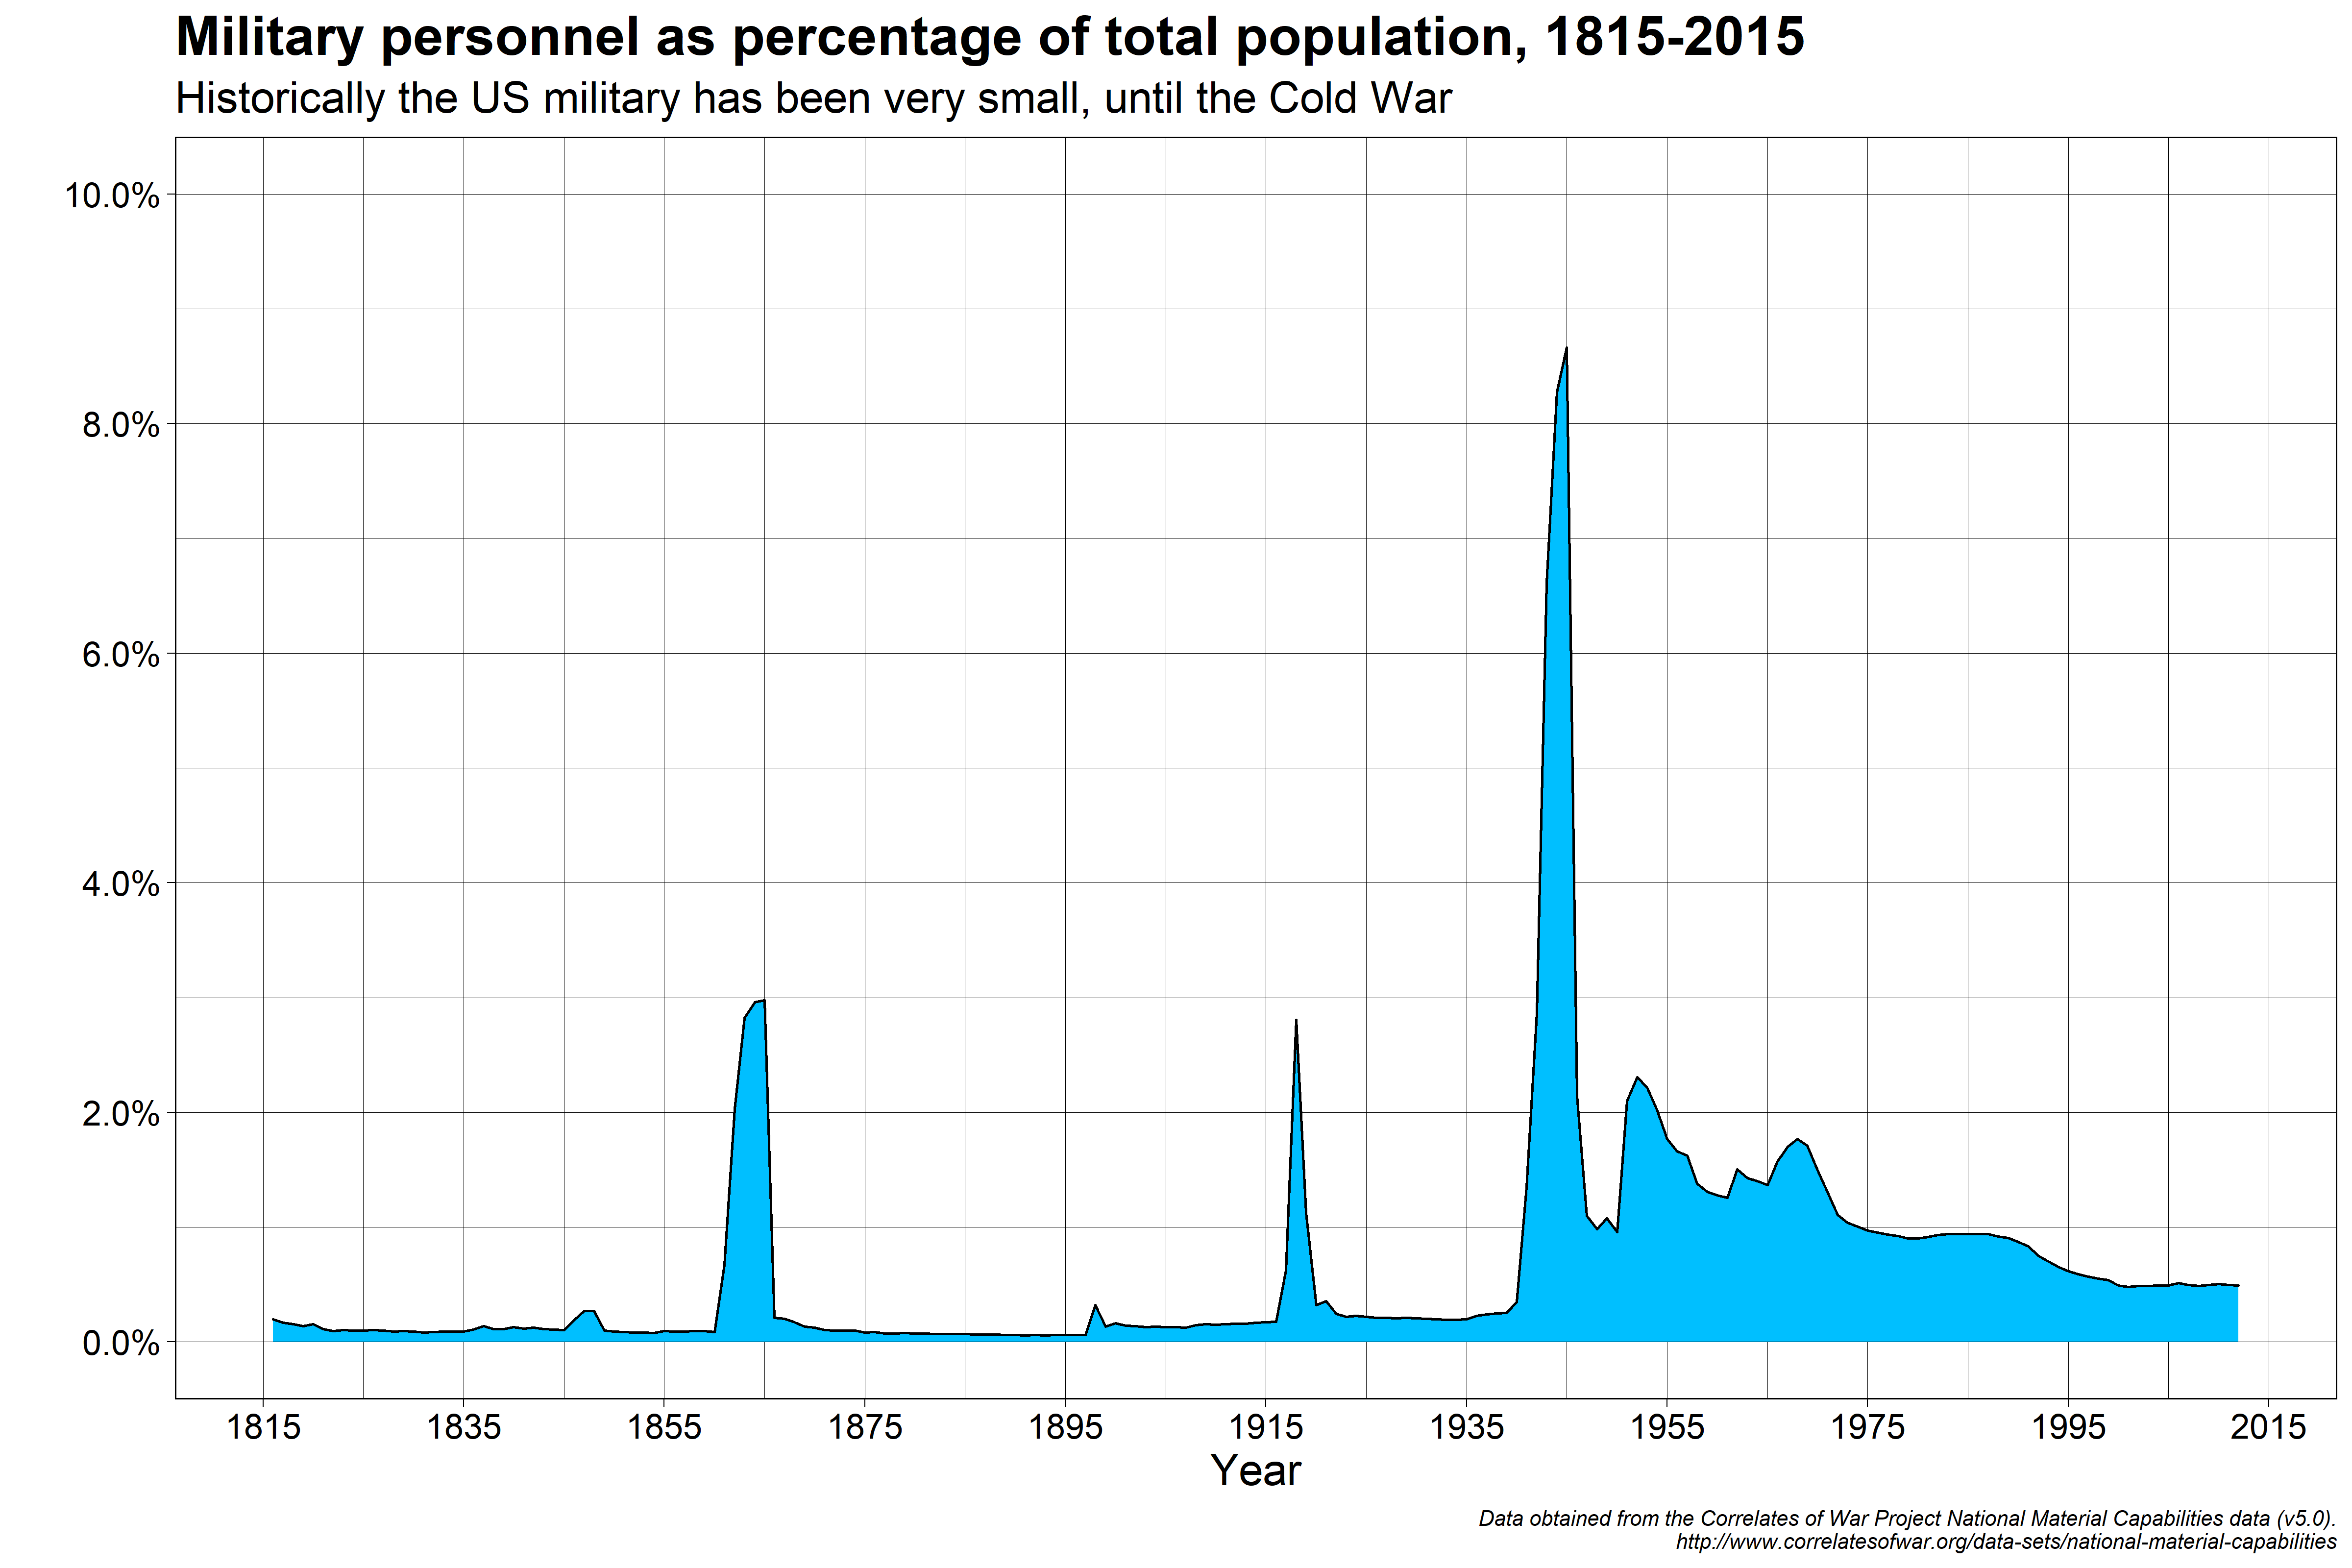 Military personnel as percentage of total population, 1815-2015
Historically the US military has been very small, until the Cold War
10.0%
8.0%
6.0%
4.0%
2.0%
0.0%
1815 1835 1855 1875 1895 1915 1935 1955 1975 1995 2015
Year
Data obtained from the Correlates of War Project National Material Capabilities data (v5.0).
http://www.correlatesofwar.org/data-sets/national-material-capabilities